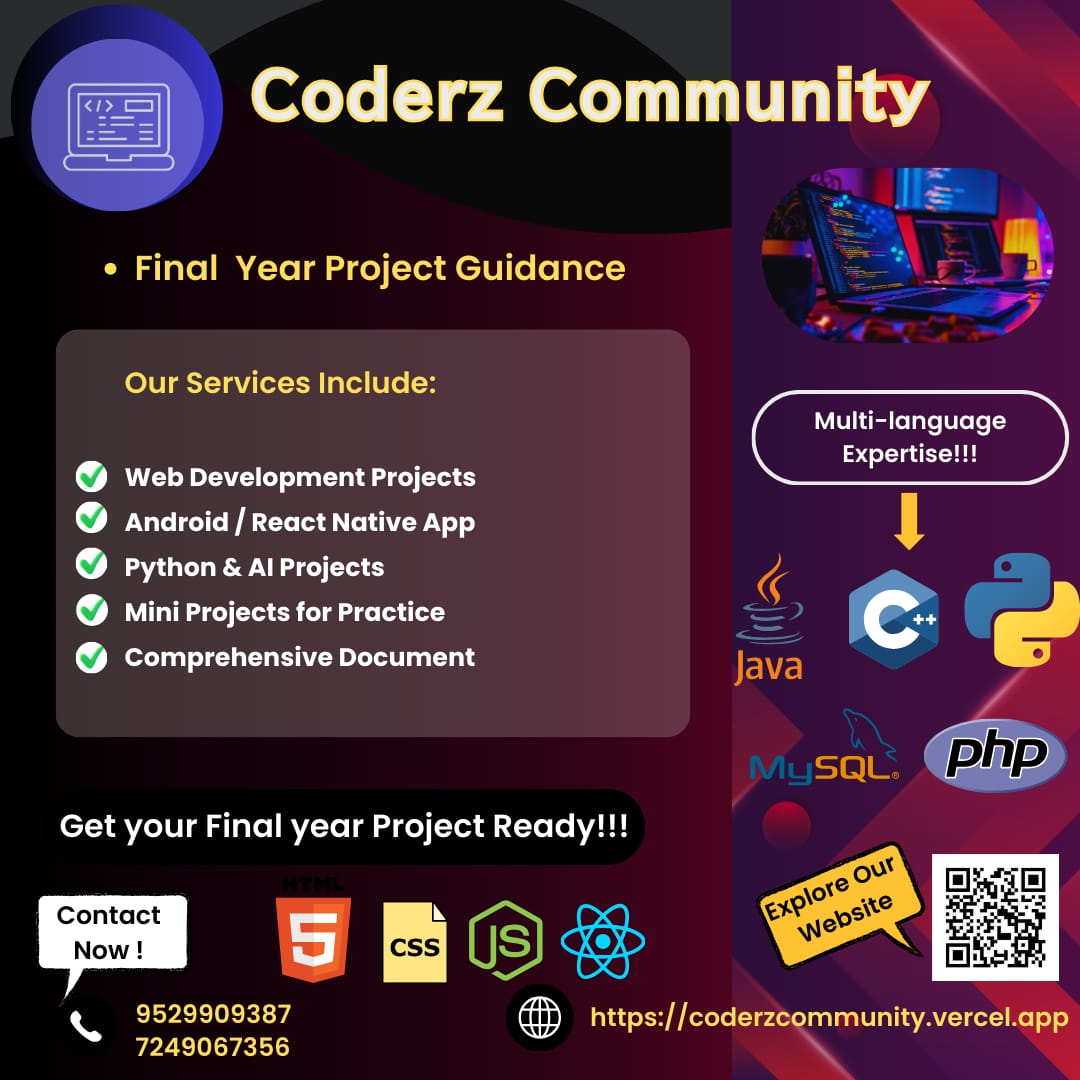 Coderz Community
• Final Year Project Guidance
Our Services Include:
Web Development Projects
Android / React Native App
Python & AI Projects
Mini Projects for Practice
Comprehensive Document
Multi-language
Expertise!!!
Java
C++
MySQL®
php
Get your Final year Project Ready!!!
Contact
Now !
HTML
5
CSS
JS
Explore Our
Website
9529909387
7249067356
https://coderzcommunity.vercel.app